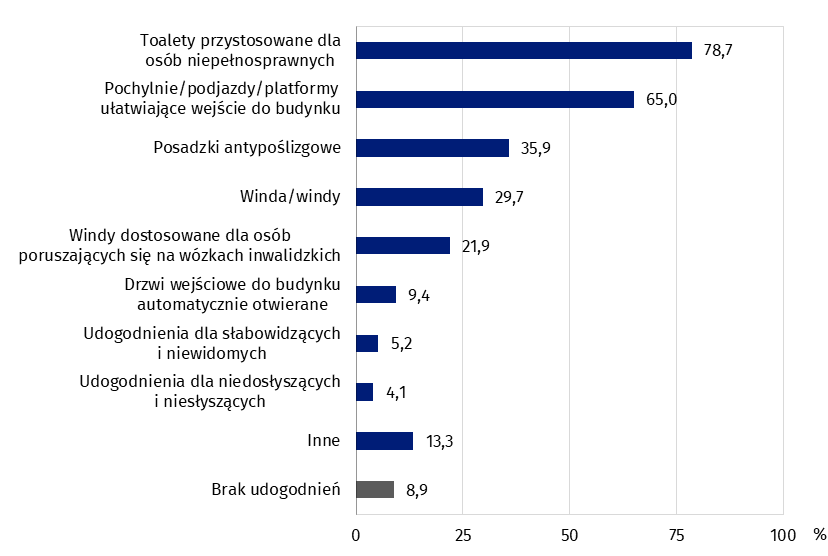 Toalety przystosowane dla
osób niepełnosprawnych
78,7
Pochylnie/podjazdy/platformy
ułatwiające wejście do budynku
65,0
Posadzki antypoślizgowe
35,9
Winda/windy
29,7
Windy dostosowane dla osób
poruszających się na wózkach inwalidzkich
21,9
Drzwi wejściowe do budynku
automatycznie otwierane
9,4
Udogodnienia dla słabowidzących
i niewidomych
5,2
Udogodnienia dla niedosłyszących
i niesłyszących
4,1
Inne
13,3
Brak udogodnień
8,9
0 25 50 75 100 %